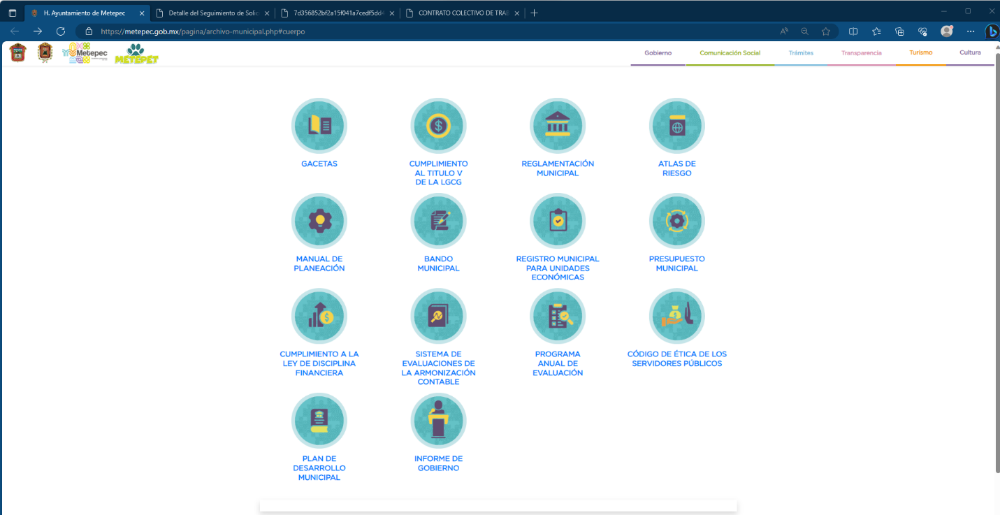 H. Ayuntamiento de Metepec
Detalle del Seguimiento de Solic
7d356852bf2a15f041a7cedf5dd4
CONTRATO COLECTIVO DE TRAB
https://metepec.gob.mx/pagina/archivo-municipal.php#cuerpo
Metepec
METEPET
Gobierno
Comunicación Social
Trámites
Transparencia
Turismo
Cultura
GACETAS
CUMPLIMIENTO
AL TITULO V
DE LA LGCG
REGLAMENTACIÓN
MUNICIPAL
ATLAS DE
RIESGO
MANUAL DE
PLANEACIÓN
BANDO
MUNICIPAL
REGISTRO MUNICIPAL
PARA UNIDADES
ECONÓMICAS
PRESUPUESTO
MUNICIPAL
CUMPLIMIENTO A LA
LEY DE DISCIPLINA
FINANCIERA
SISTEMA DE
EVALUACIONES DE
LA ARMONIZACIÓN
CONTABLE
PROGRAMA
ANUAL DE
EVALUACIÓN
CÓDIGO DE ÉTICA DE LOS
SERVIDORES PÚBLICOS
PLAN DE
DESARROLLO
MUNICIPAL
INFORME DE
GOBIERNO